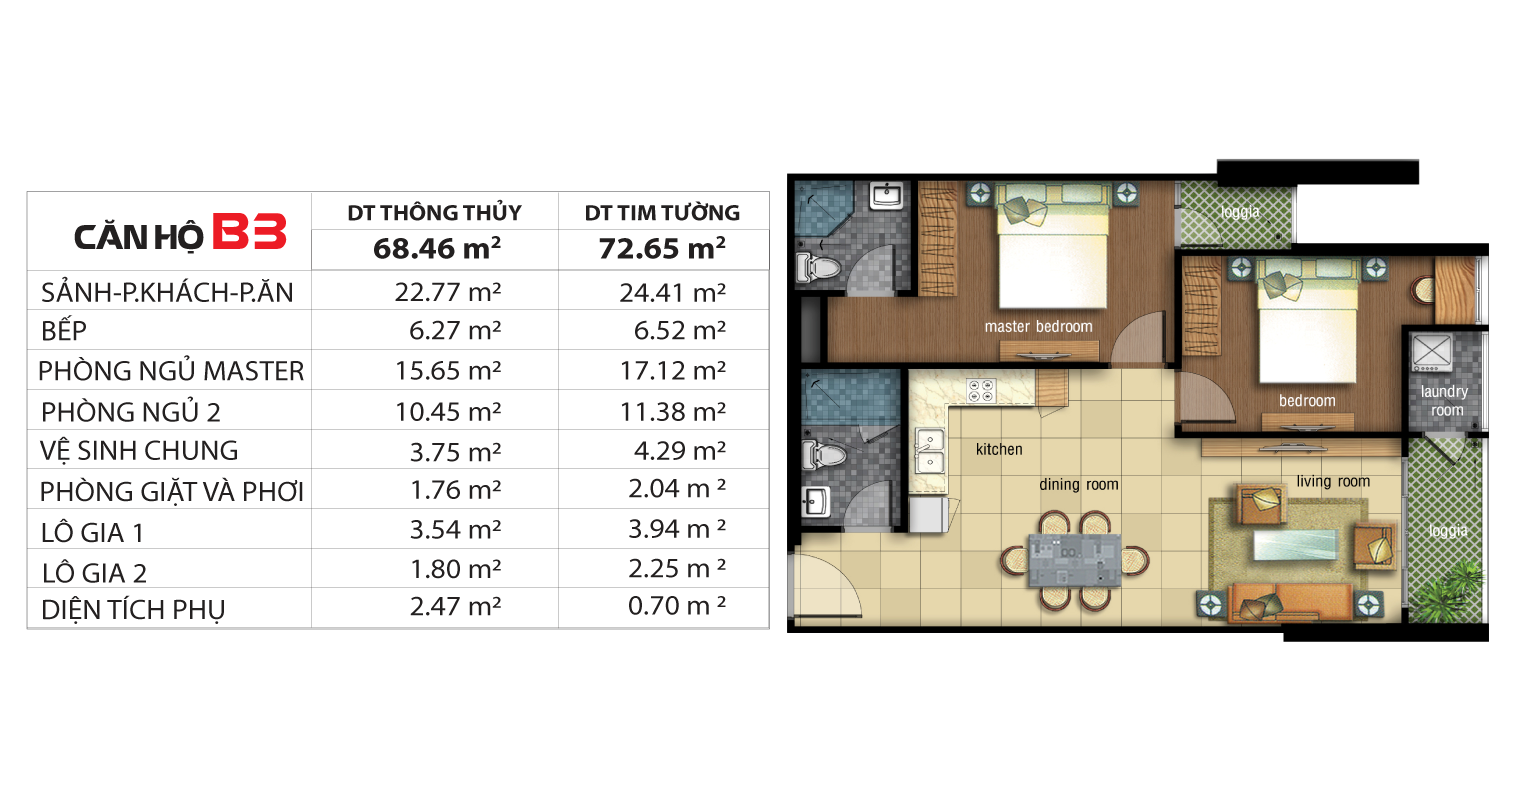 CĂN HỘ B3 DT THÔNG THỦY DT TIM TƯỜNG
68.46 m² 72.65 m²
SẢNH-P.KHÁCH-P.ĂN 22.77 m² 24.41 m²
BẾP 6.27 m² 6.52 m²
PHÒNG NGỦ MASTER 15.65 m² 17.12 m²
PHÒNG NGỦ 2 10.45 m² 11.38 m²
VỆ SINH CHUNG 3.75 m² 4.29 m²
PHÒNG GIẶT VÀ PHƠI 1.76 m² 2.04 m ²
LÔ GIA 1 3.54 m² 3.94 m ²
LÔ GIA 2 1.80 m² 2.25 m ²
DIỆN TÍCH PHỤ 2.47 m² 0.70 m ²
loggia
master bedroom
bedroom
laundry
room
kitchen
dining room
living room
loggia